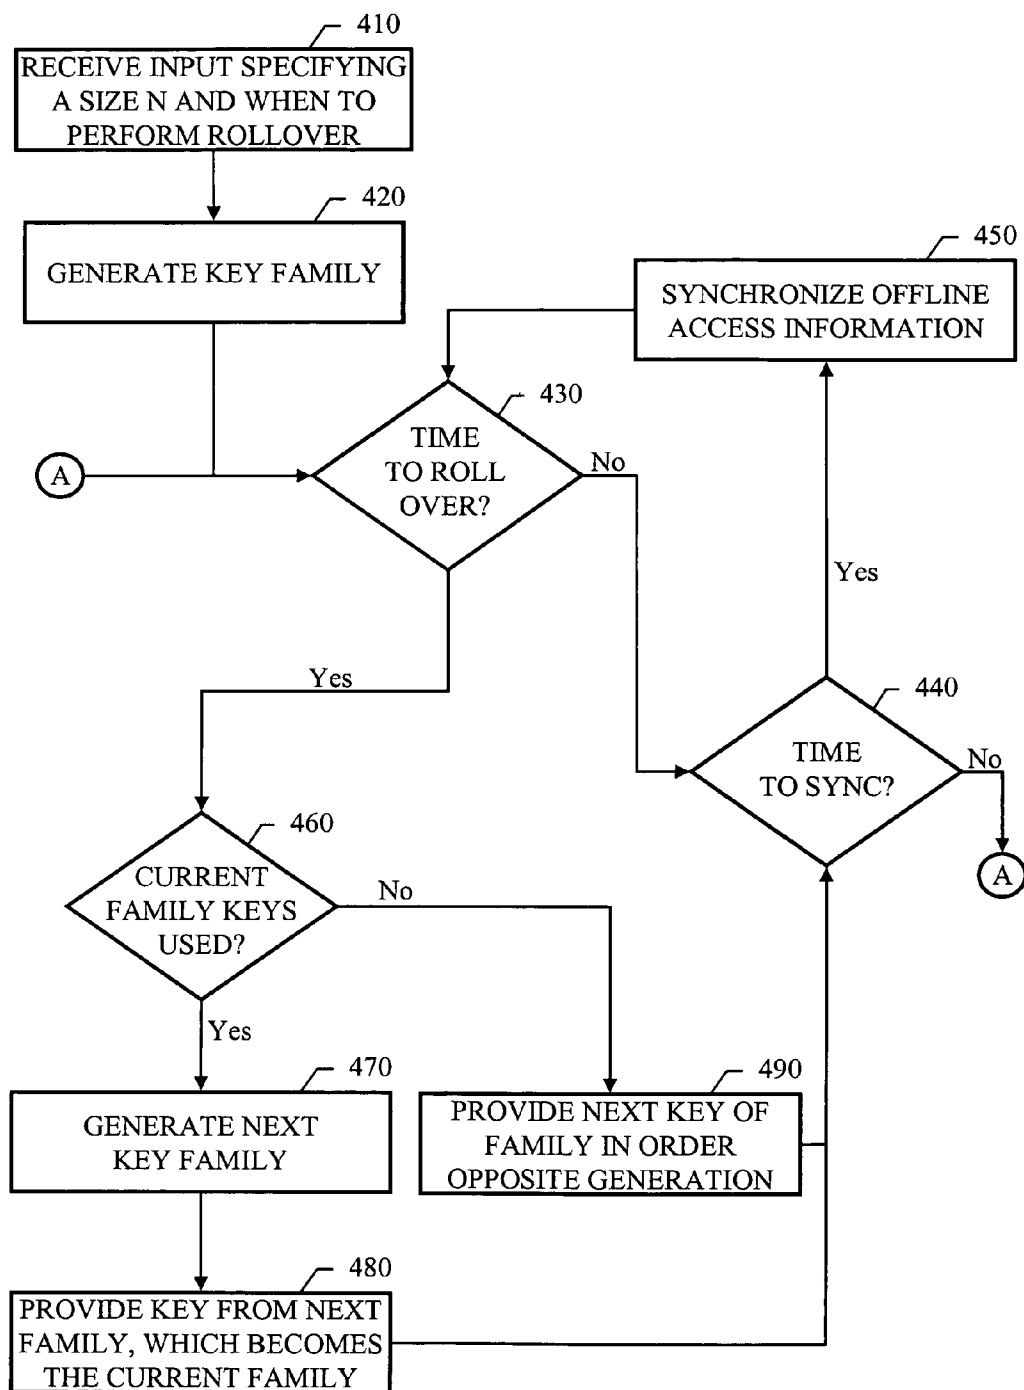 410
RECEIVE INPUT SPECIFYING
A SIZE N AND WHEN TO
PERFORM ROLLOVER
420
GENERATE KEY FAMILY
450
SYNCHRONIZE OFFLINE
ACCESS INFORMATION
430
TIME
TO ROLL
OVER?
A
No
Yes
Yes
440
TIME
TO SYNC?
No
A
460
CURRENT
FAMILY KEYS
USED?
No
Yes
470
GENERATE NEXT
KEY FAMILY
490
PROVIDE NEXT KEY OF
FAMILY IN ORDER
OPPOSITE GENERATION
480
PROVIDE KEY FROM NEXT
FAMILY, WHICH BECOMES
THE CURRENT FAMILY